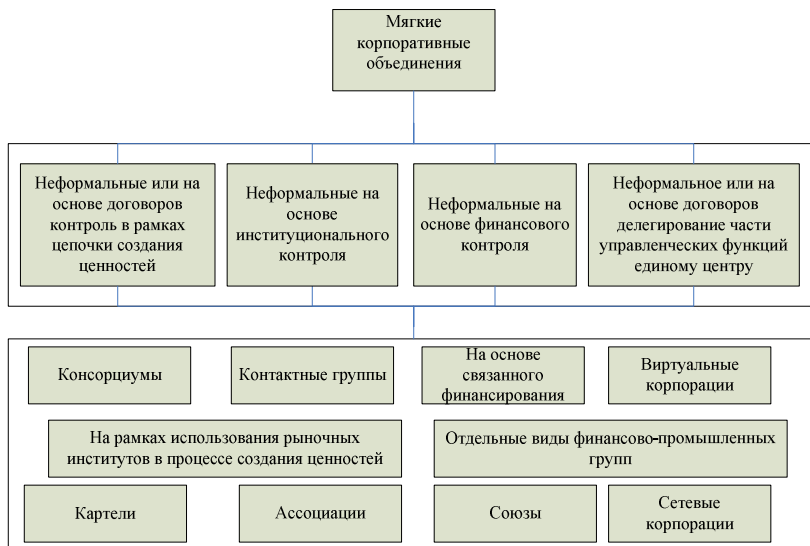 Мягкие
корпоративные
объединения
Неформальные или на
основе договоров
контроль в рамках
цепочки создания
ценностей
Неформальные на
основе
институционального
контроля
Неформальные на
основе финансового
контроля
Неформальное или на
основе договоров
делегирование части
управленческих функций
единому центру
Консорциумы
Контактные группы
На основе
связанного
финансирования
Виртуальные
корпорации
На рамках использования рыночных
институтов в процессе создания ценностей
Отдельные виды финансово-промышленных
групп
Картели
Ассоциации
Союзы
Сетевые
корпорации